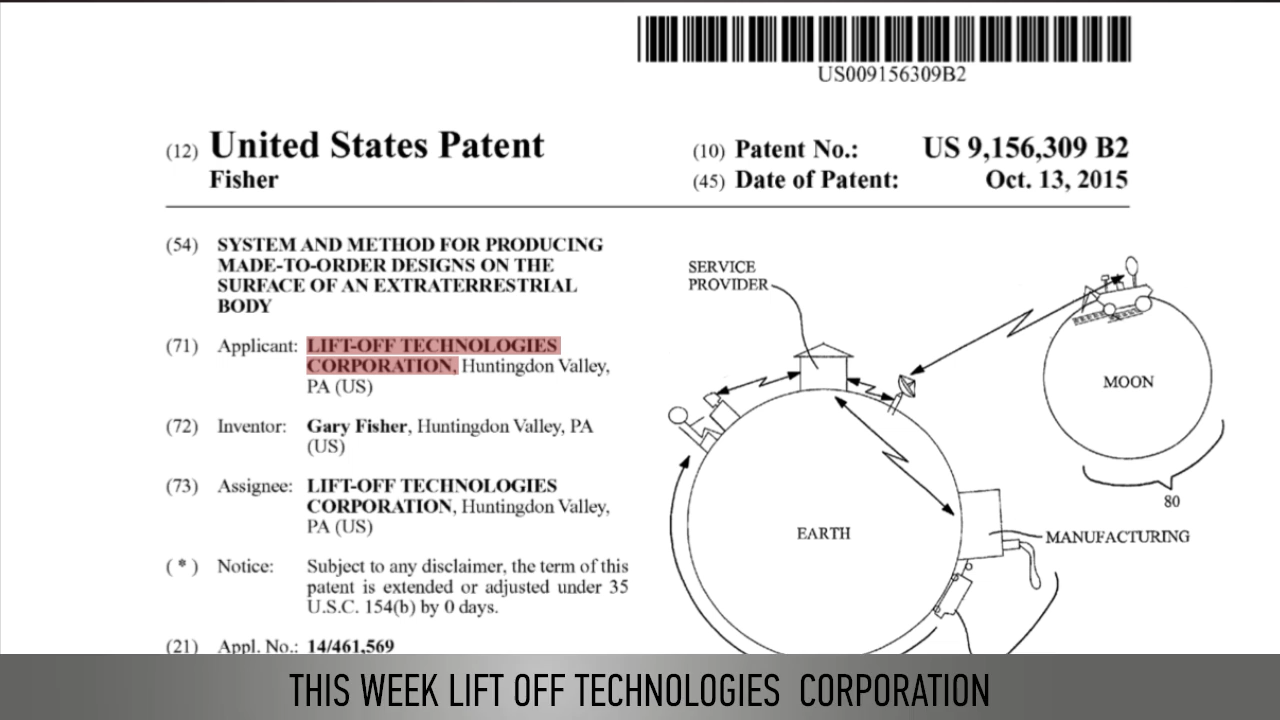 US009156309B2
(12) United States Patent
Fisher
(10) Patent No.: US 9,156,309 B2
(45) Date of Patent: Oct. 13, 2015
(54) SYSTEM AND METHOD FOR PRODUCING
MADE-TO-ORDER DESIGNS ON THE
SURFACE OF AN EXTRATERRESTRIAL
BODY
(71) Applicant: LIFT-OFF TECHNOLOGIES
CORPORATION, Huntingdon Valley,
PA (US)
(72) Inventor: Gary Fisher, Huntingdon Valley, PA
(US)
(73) Assignee: LIFT-OFF TECHNOLOGIES
CORPORATION, Huntingdon Valley,
PA (US)
( * ) Notice: Subject to any disclaimer, the term of this
patent is extended or adjusted under 35
U.S.C. 154(b) by 0 days.
(21) Appl. No.: 14/461,569
SERVICE
PROVIDER
MOON
80
EARTH
MANUFACTURING
THIS WEEK LIFT OFF TECHNOLOGIES CORPORATION